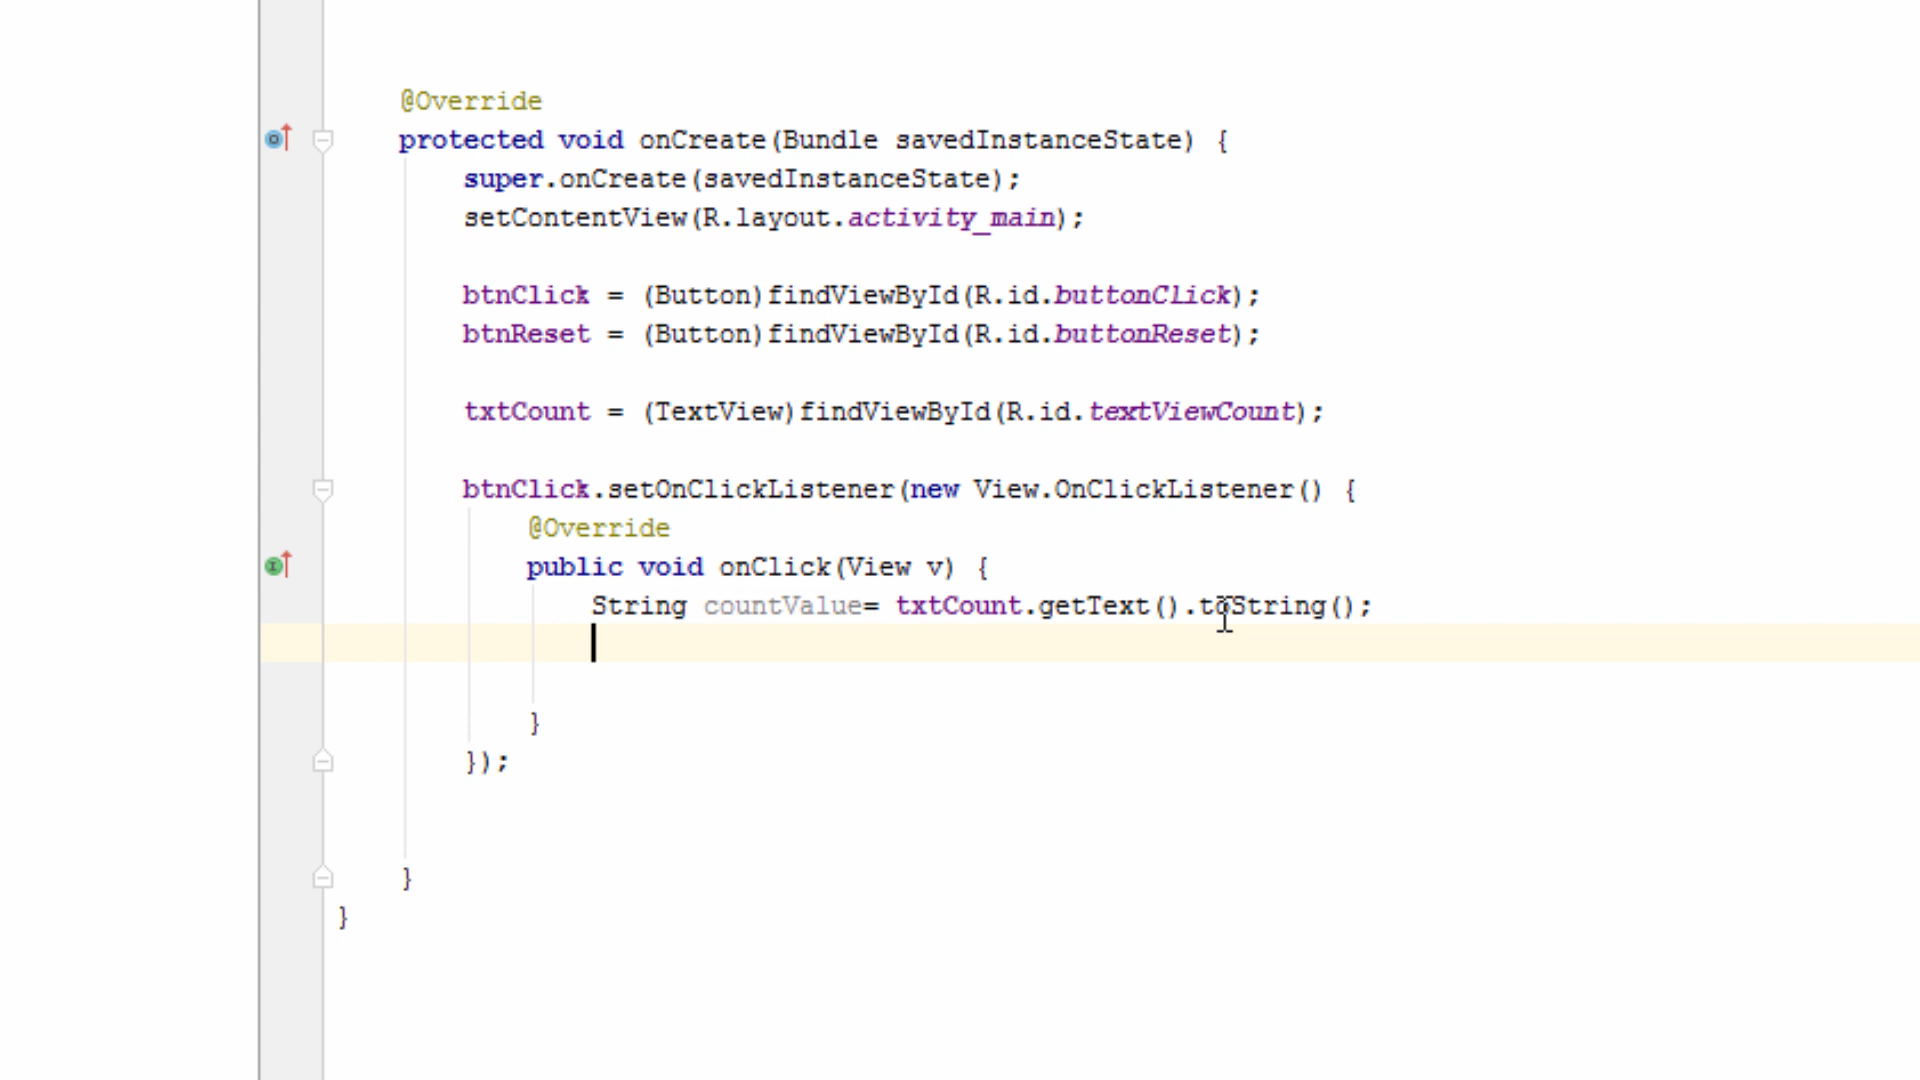 @Override
protected void onCreate(Bundle savedInstanceState) {
super.onCreate(savedInstanceState);
setContentView(R.layout.activity_main);
btnClick = (Button)findViewById(R.id.buttonClick);
btnReset = (Button)findViewById(R.id.buttonReset);
txtCount = (TextView)findViewById(R.id.textViewCount);
btnClick.setOnClickListener(new View.OnClickListener() {
@Override
public void onClick(View v) {
String countValue= txtCount.getText().toString();
}
});
}
}